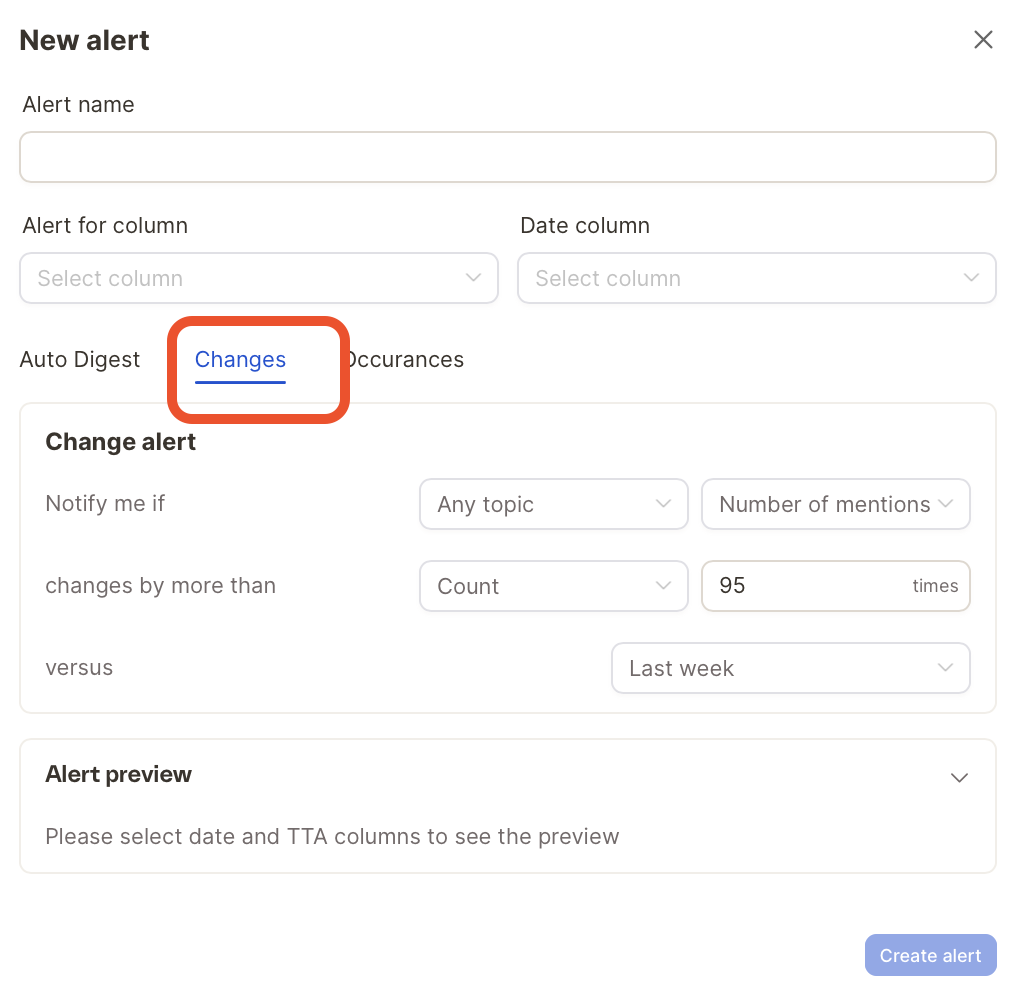 New alert
Alert name
Alert for column Date column
Select column Select column
Auto Digest Changes Occurances
Change alert
Notify me if Any topic Number of mentions
changes by more than Count 95 times
versus Last week
Alert preview
Please select date and TTA columns to see the preview
Create alert